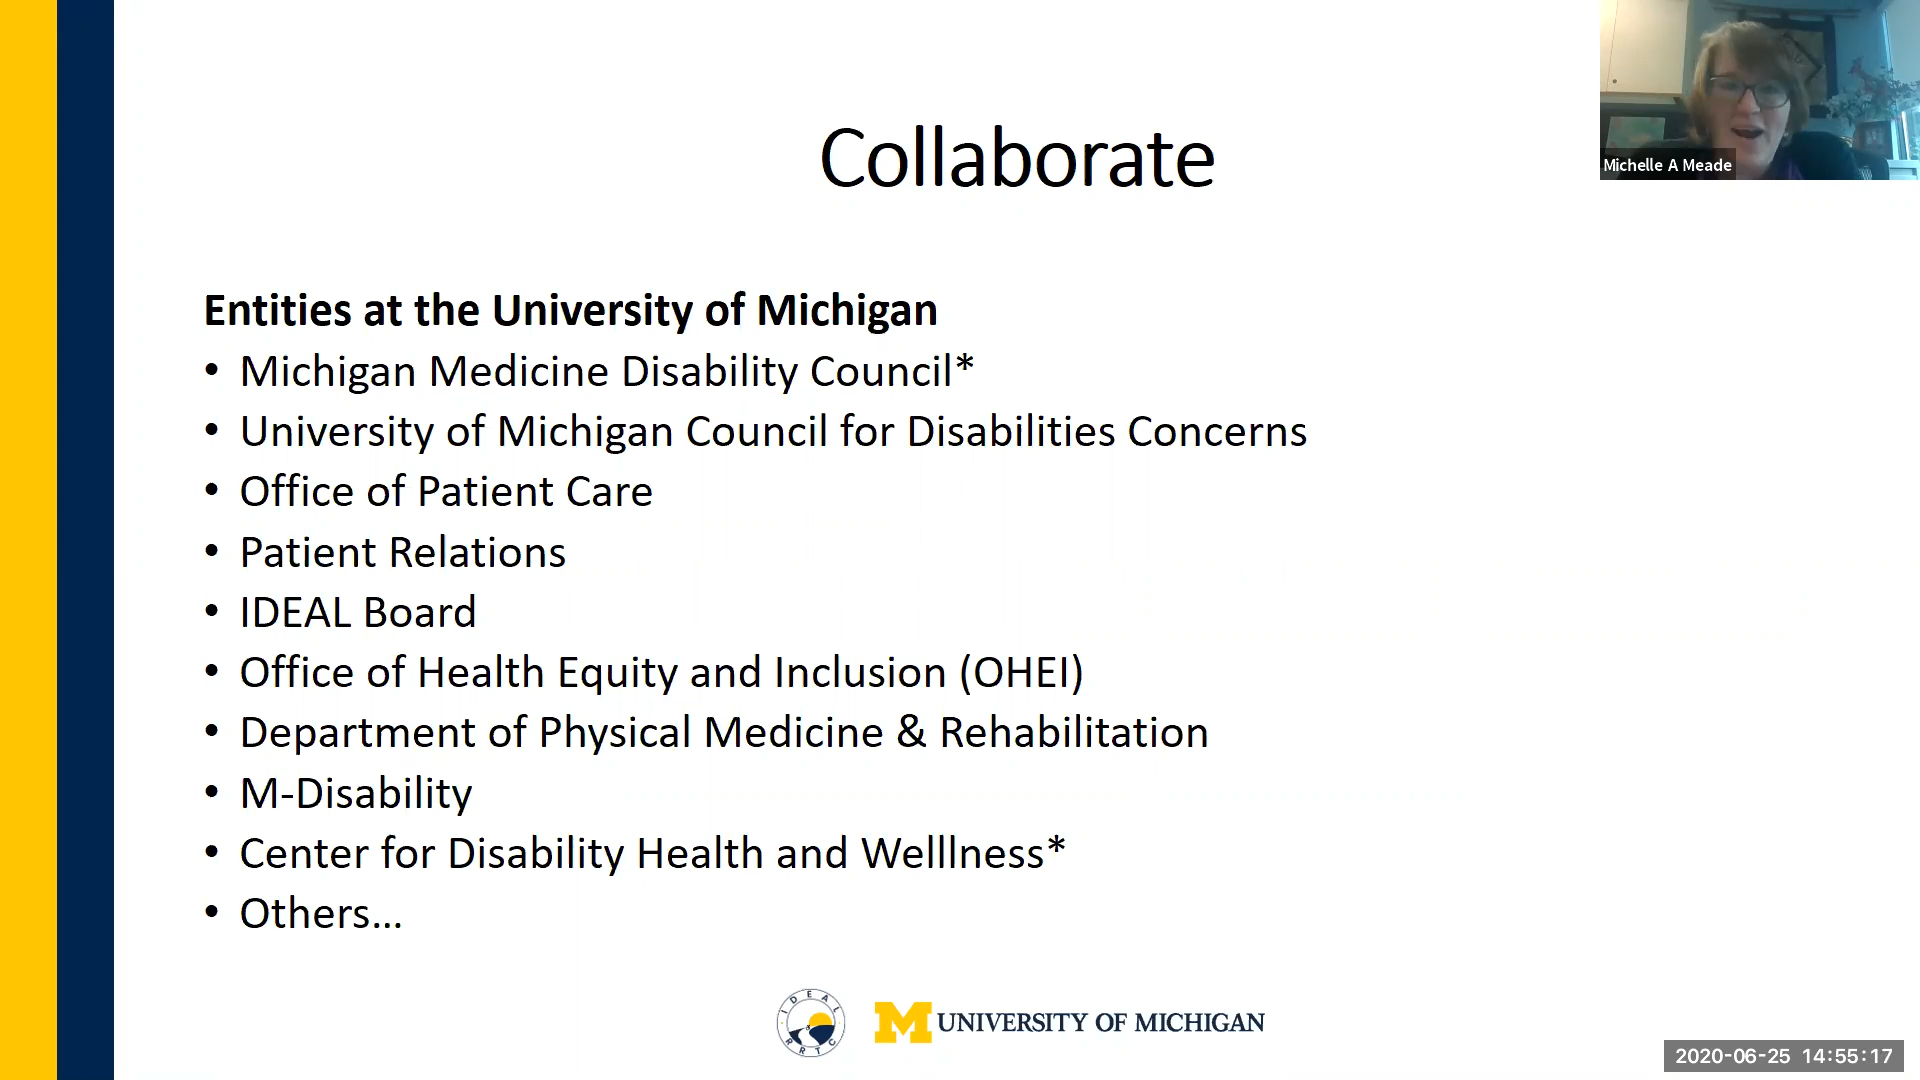 Collaborate
Michelle A Meade
Entities at the University of Michigan
• Michigan Medicine Disability Council*
• University of Michigan Council for Disabilities Concerns
• Office of Patient Care
• Patient Relations
• IDEAL Board
• Office of Health Equity and Inclusion (OHEI)
• Department of Physical Medicine & Rehabilitation
• M-Disability
• Center for Disability Health and Welllness*
• Others...
IDEAL RRTC
M UNIVERSITY OF MICHIGAN
2020-06-25 14:55:17